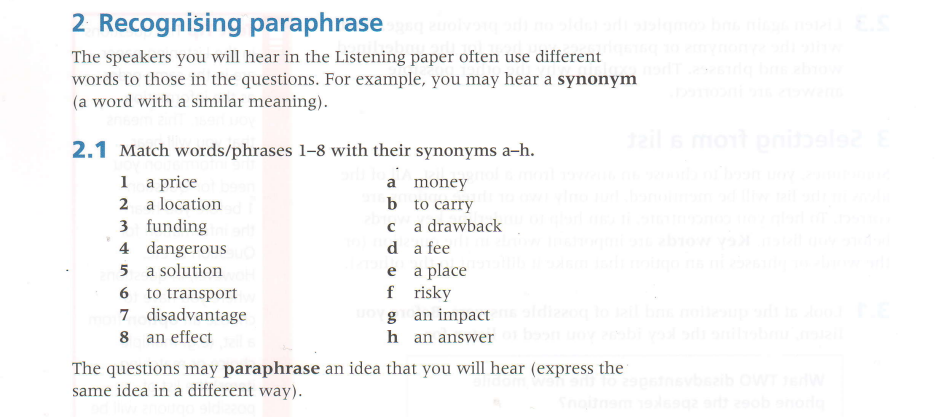 2 Recognising paraphrase
The speakers you will hear in the Listening paper often use different
words to those in the questions. For example, you may hear a synonym
(a word with a similar meaning).
2.1 Match words/phrases 1–8 with their synonyms a–h.
1 a price a money
2 a location b to carry
3 funding c a drawback
4 dangerous d a fee
5 a solution e a place
6 to transport f risky
7 disadvantage g an impact
8 an effect h an answer
The questions may paraphrase an idea that you will hear (express the
same idea in a different way).